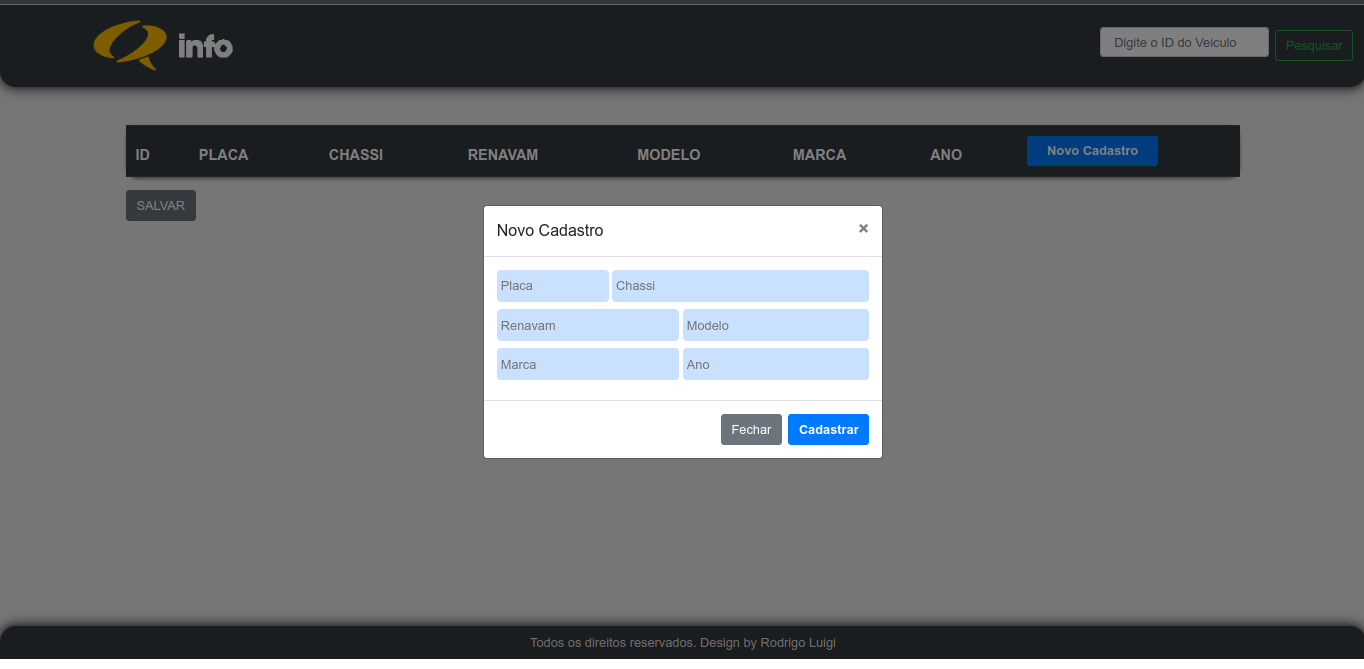 info
Digite o ID do Veiculo
Pesquisar
ID PLACA CHASSI RENAVAM MODELO MARCA ANO Novo Cadastro
SALVAR
Novo Cadastro ×
Placa Chassi
Renavam Modelo
Marca Ano
Fechar Cadastrar
Todos os direitos reservados. Design by Rodrigo Luigi